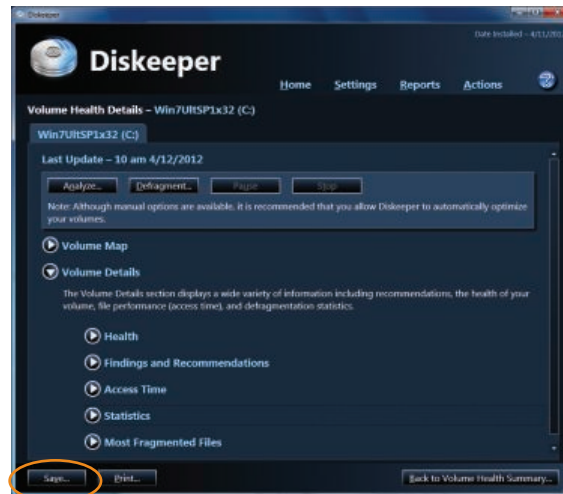 Diskeeper
Date Installed - 4/11/201
Diskeeper
Home Settings Reports Actions
Volume Health Details – Win7UltSP1x32 (C:)
Win7UltSP1x32 (C:)
Last Update – 10 am 4/12/2012
Analyze... Defragment... Pause Stop
Note: Although manual options are available, it is recommended that you allow Diskeeper to automatically optimize
your volumes.
Volume Map
Volume Details
The Volume Details section displays a wide variety of information including recommendations, the health of your
volume, file performance (access time), and defragmentation statistics.
Health
Findings and Recommendations
Access Time
Statistics
Most Fragmented Files
Save... Print... Back to Volume Health Summary...